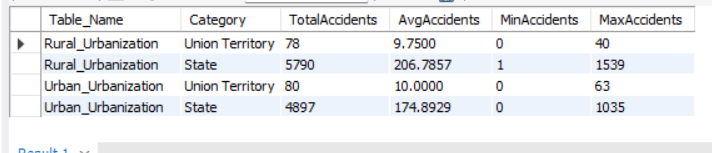 Table_Name Category TotalAccidents AvgAccidents MinAccidents MaxAccidents
Rural_Urbanization Union Territory 78 9.7500 0 40
Rural_Urbanization State 5790 206.7857 1 1539
Urban_Urbanization Union Territory 80 10.0000 0 63
Urban_Urbanization State 4897 174.8929 0 1035
Result 1